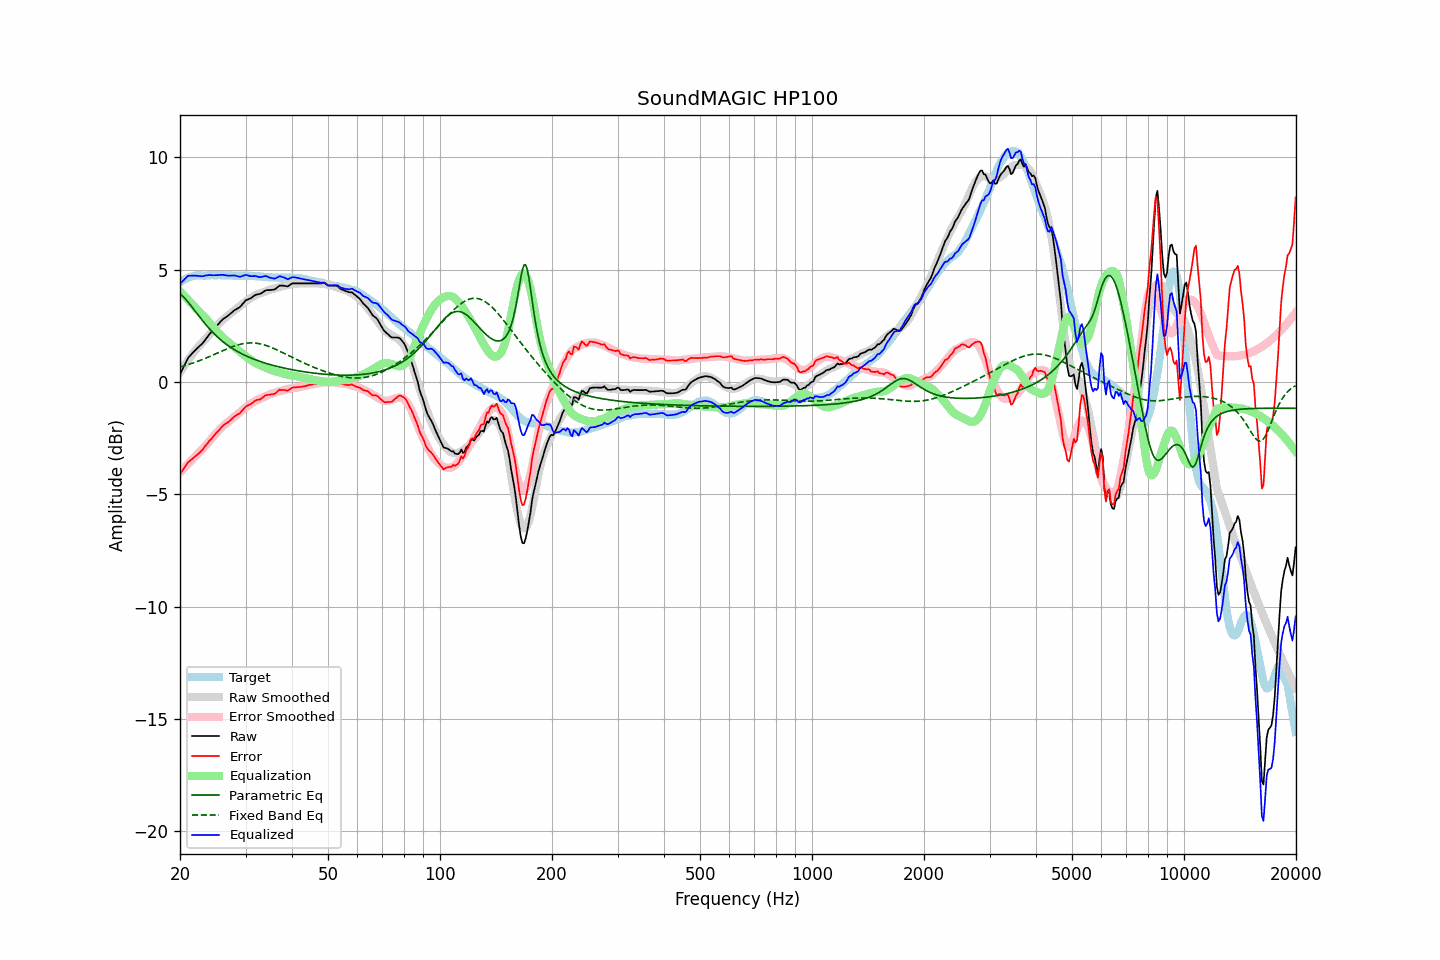 SoundMAGIC HP100
Amplitude (dBr)
10
5
0
−5
−10
−15
−20
Target
Raw Smoothed
Error Smoothed
Raw
Error
Equalization
Parametric Eq
Fixed Band Eq
Equalized
20 50 100 200 500 1000 2000 5000 10000 20000
Frequency (Hz)